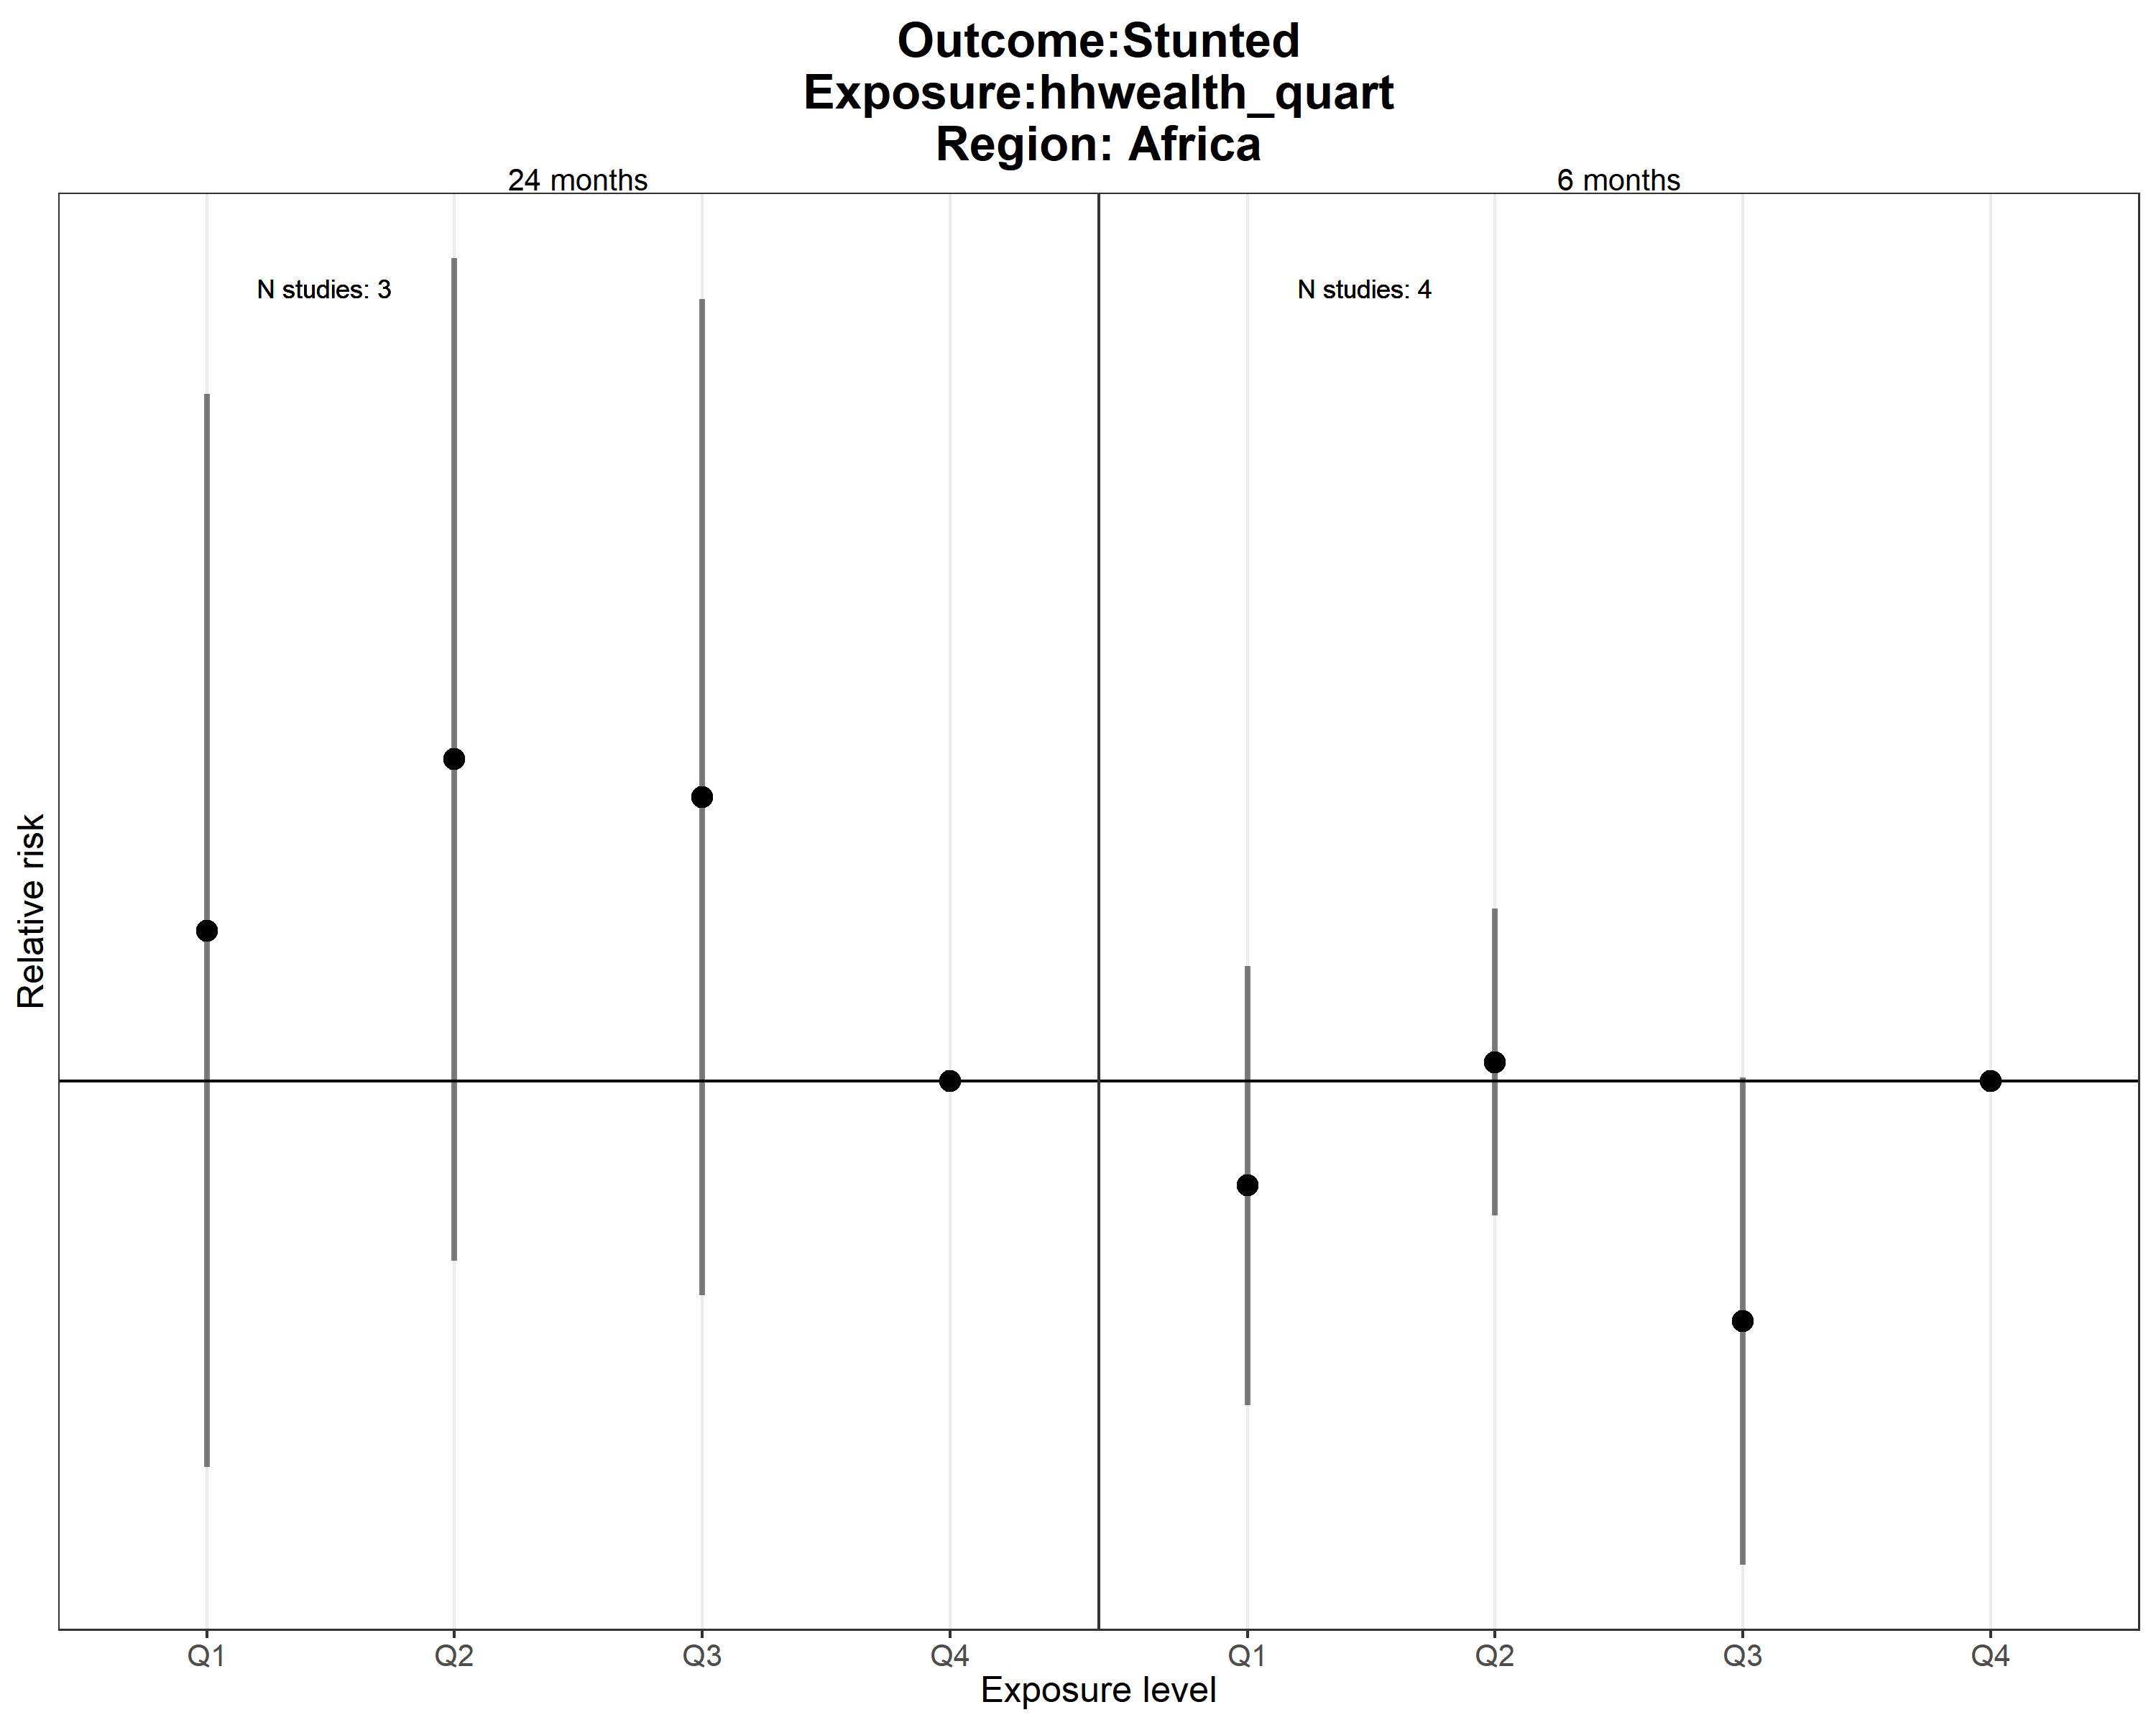 Outcome:Stunted
Exposure:hhwealth_quart
Region: Africa
24 months
6 months
N studies: 3
N studies: 4
Relative risk
Q1 Q2 Q3 Q4 Q1 Q2 Q3 Q4
Exposure level